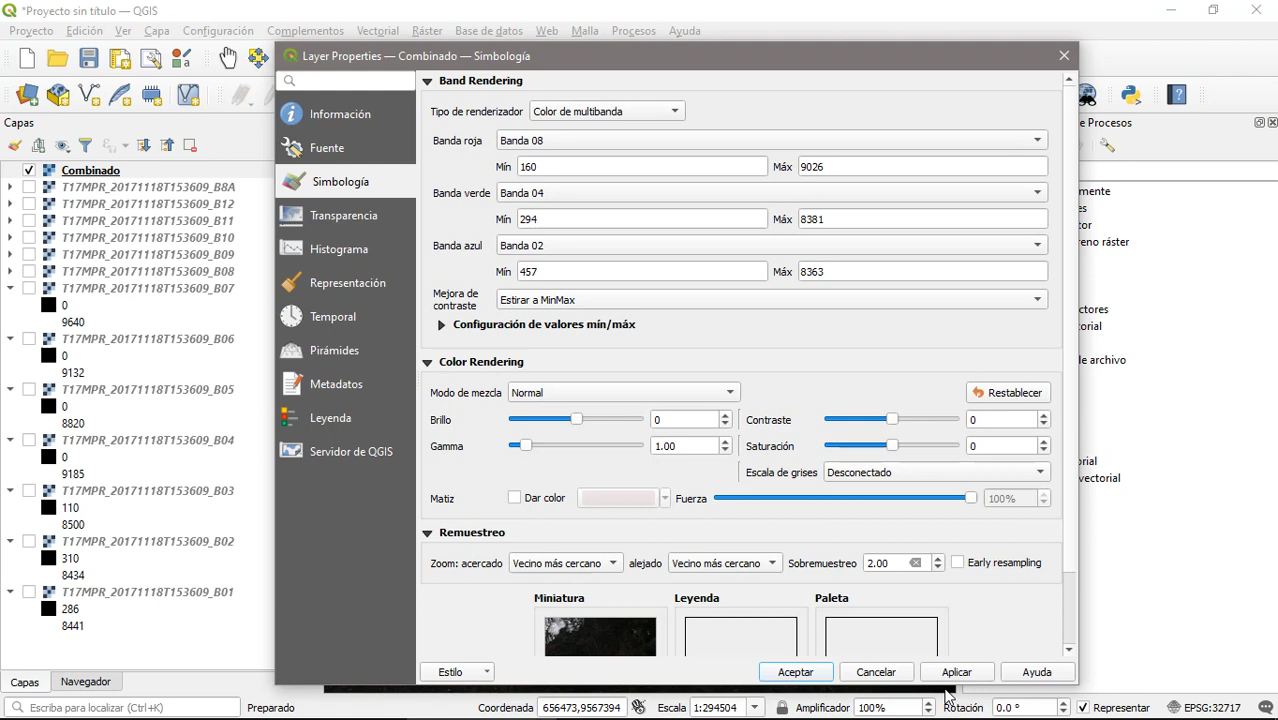 *Proyecto sin título — QGIS
Proyecto Edición Ver Capa Configuración Complementos Vectorial Ráster Base de datos Web Malla Procesos Ayuda
Layer Properties — Combinado — Simbología
Capas
e Procesos
Combinado
T17MPR_20171118T153609_B8A
T17MPR_20171118T153609_B12
T17MPR_20171118T153609_B11
T17MPR_20171118T153609_B10
T17MPR_20171118T153609_B09
T17MPR_20171118T153609_B08
T17MPR_20171118T153609_B07
0
9640
T17MPR_20171118T153609_B06
0
9132
T17MPR_20171118T153609_B05
0
8820
T17MPR_20171118T153609_B04
0
9185
T17MPR_20171118T153609_B03
110
8500
T17MPR_20171118T153609_B02
310
8434
T17MPR_20171118T153609_B01
286
8441
Capas Navegador
Información
Fuente
Simbología
Transparencia
Histograma
Representación
Temporal
Pirámides
Metadatos
Leyenda
Servidor de QGIS
Band Rendering
Tipo de renderizador Color de multibanda
Banda roja Banda 08
Mín 160 Máx 9026
Banda verde Banda 04
Mín 294 Máx 8381
Banda azul Banda 02
Mín 457 Máx 8363
Mejora de contraste Estirar a MinMax
Configuración de valores mín/máx
Color Rendering
Modo de mezcla Normal Restablecer
Brillo 0 Contraste 0
Gamma 1.00 Saturación 0
Escala de grises Desconectado
Matiz Dar color Fuerza 100%
Remuestreo
Zoom: acercado Vecino más cercano alejado Vecino más cercano Sobremuestreo 2.00 Early resampling
Miniatura Leyenda Paleta
Estilo Aceptar Cancelar Aplicar Ayuda
mente
es
tor
reno ráster
ctores
orial
de archivo
rial
vectorial
Escriba para localizar (Ctrl+K) Preparado Coordenada 656473,9567394 Escala 1:294504 Amplificador 100% Rotación 0.0 ° Representar EPSG:32717